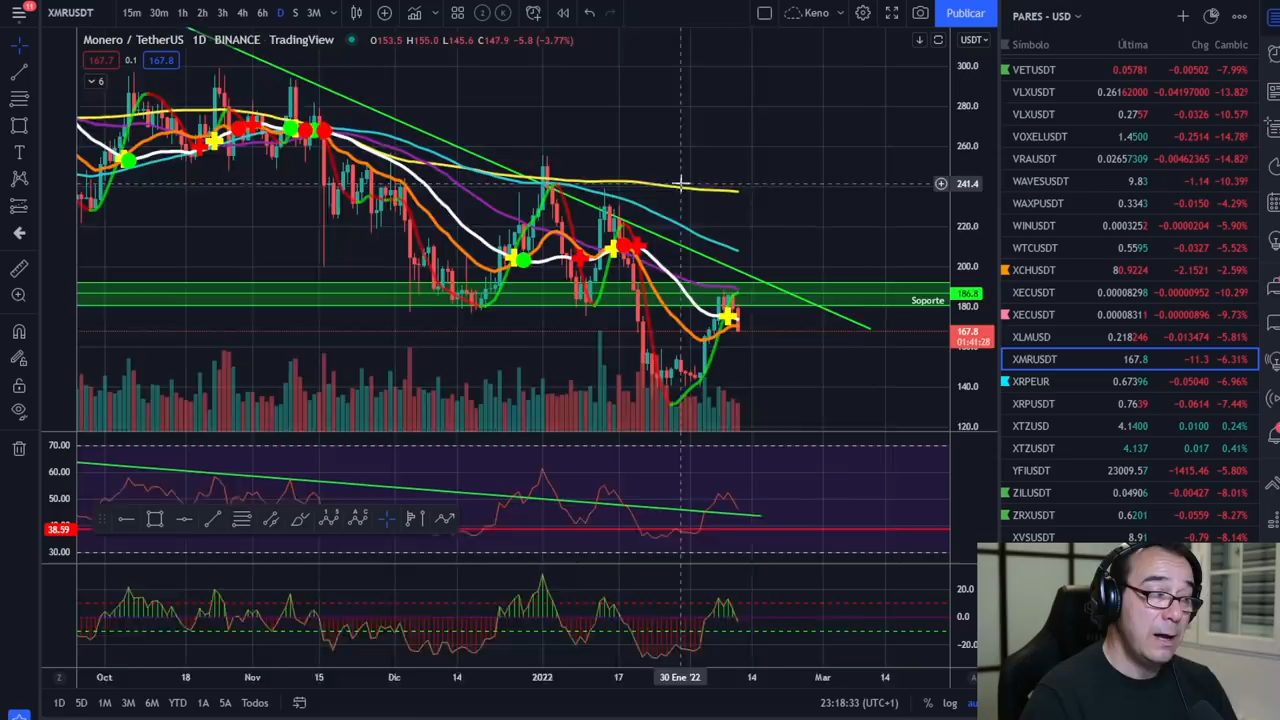 11
XMRUSDT 15m 30m 1h 2h 3h 4h 6h D S 3M Keno Publicar
Monero / TetherUS 1D BINANCE TradingView O153.5 H155.0 L145.6 C147.9 −5.8 (−3.77%)
167.7 0.1 167.8
6
USDT
300.0
280.0
260.0
241.4
220.0
200.0
186.8
180.0
Soporte
167.8
01:41:28
140.0
120.0
70.00
60.00
50.00
38.59
30.00
20.0
0.0
Oct 18 Nov 15 Dic 14 2022 17 30 Ene '22 14 Mar 14
1D 5D 1M 3M 6M YTD 1A 5A Todos 23:18:33 (UTC+1) % log
PARES - USD
Símbolo Última Chg Cambic
VETUSDT 0.05781 −0.00502 −7.99%
VLXUSDT 0.26162000 −0.04197000 −13.82%
VLXUSDT 0.2757 −0.0326 −10.57%
VOXELUSDT 1.4500 −0.2514 −14.78%
VRAUSDT 0.02657309 −0.00462365 −14.82%
WAVESUSDT 9.83 −1.14 −10.39%
WAXPUSDT 0.3343 −0.0150 −4.29%
WINUSDT 0.0003252 −0.0000204 −5.90%
WTCUSDT 0.5595 −0.0327 −5.52%
XCHUSDT 80.9224 −2.1521 −2.59%
XECUSDT 0.00008298 −0.00000952 −10.29%
XECUSDT 0.00008311 −0.00000896 −9.73%
XLMUSD 0.218246 −0.013474 −5.81%
XMRUSDT 167.8 −11.3 −6.31%
XRPEUR 0.67396 −0.05040 −6.96%
XRPUSDT 0.7639 −0.0614 −7.44%
XTZUSD 4.1400 0.0100 0.24%
XTZUSD 4.137 0.017 0.41%
YFIUSDT 23009.57 −1415.46 −5.80%
ZILUSDT 0.04906 −0.00427 −8.01%
ZRXUSDT 0.6201 −0.0559 −8.27%
XVSUSDT 8.91 −0.79 −8.14%